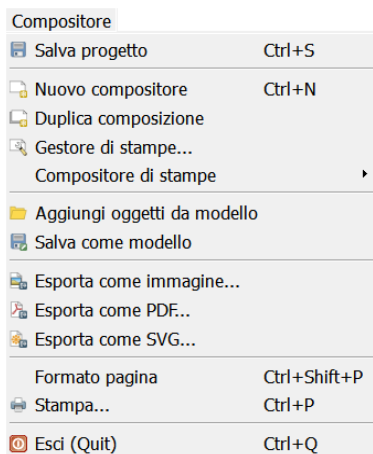 Compositore
Salva progetto Ctrl+S
Nuovo compositore Ctrl+N
Duplica composizione
Gestore di stampe...
Compositore di stampe
Aggiungi oggetti da modello
Salva come modello
Esporta come immagine...
Esporta come PDF...
Esporta come SVG...
Formato pagina Ctrl+Shift+P
Stampa... Ctrl+P
Esci (Quit) Ctrl+Q